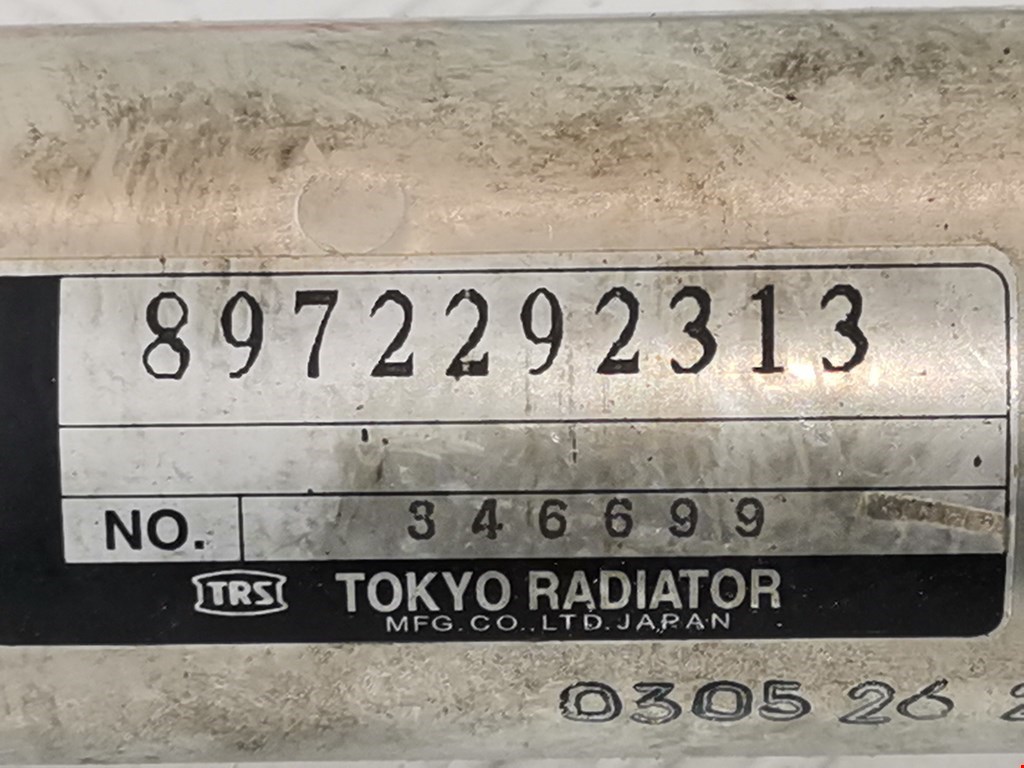 8972292313
NO. 346699
TRS TOKYO RADIATOR
MFG.CO.,LTD.JAPAN
0305 26